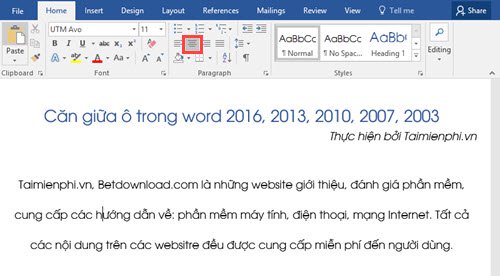 File Home Insert Design Layout References Mailings Review View Tell me Share
UTM Avo 11
Paste
B I U abc X₂ X² A
A A A Aa A A
AaBbCc AaBbCc AaBbC
¶ Normal ¶ No Spac... Heading 1
Editing
Clipboard Font Paragraph Styles
Căn giữa ô trong word 2016, 2013, 2010, 2007, 2003
Thực hiện bởi Taimienphi.vn
Taimienphi.vn, Betdownload.com là những website giới thiệu, đánh giá phần mềm,
cung cấp các hướng dẫn về: phần mềm máy tính, điện thoại, mạng Internet. Tất cả
các nội dung trên các websitre đều được cung cấp miễn phí đến người dùng.